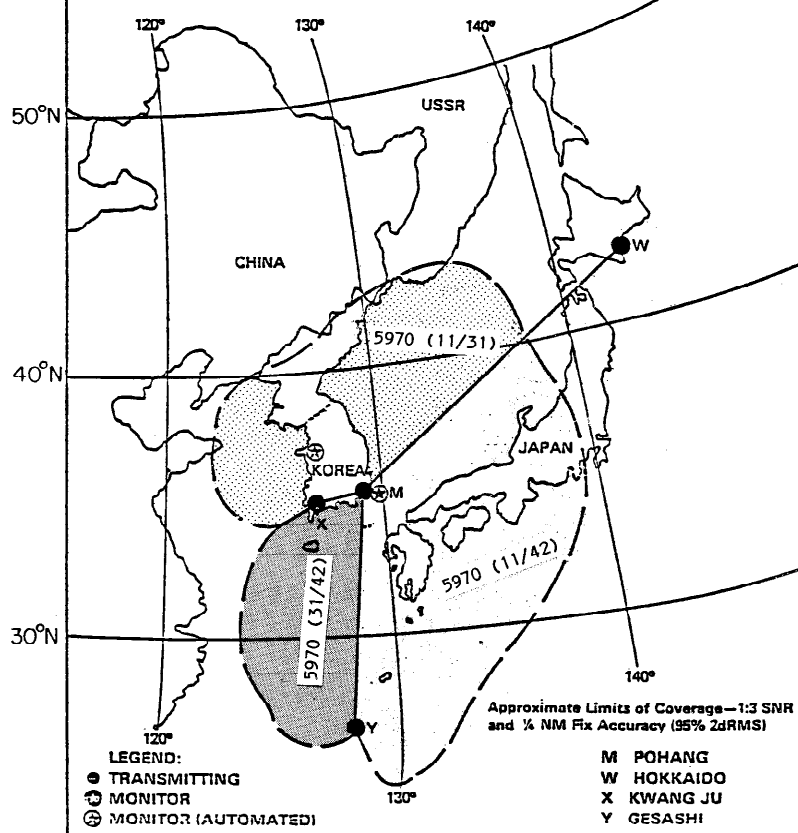 120° 130° 140°
50°N
USSR
W
CHINA
5970 (11/31)
40°N
JAPAN
KOREA
M
X
5970 (11/42)
5970 (31/42)
30°N
140°
Approximate Limits of Coverage—1:3 SNR
and ¼ NM Fix Accuracy (95% 2dRMS)
Y
120°
130°
LEGEND:
TRANSMITTING
MONITOR
MONITOR (AUTOMATED)
M POHANG
W HOKKAIDO
X KWANG JU
Y GESASHI